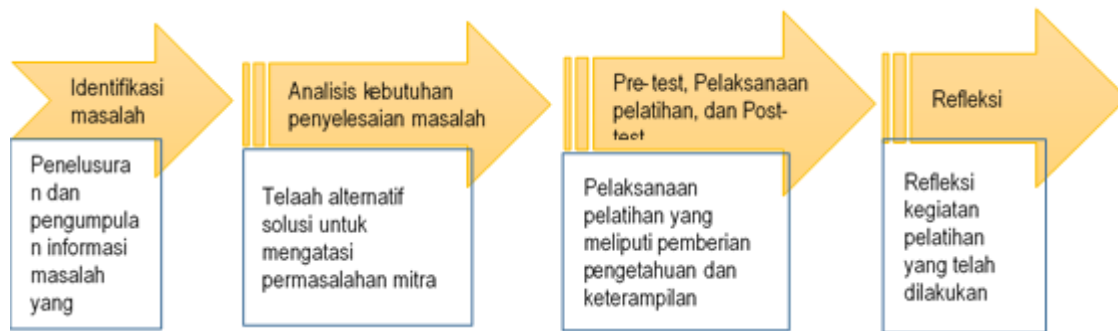 Identifikasi
masalah
Penelusura
n dan
pengumpula
n informasi
masalah
yang
Analisis kebutuhan
penyelesaian masalah
Telaah alternatif
solusi untuk
mengatasi
permasalahan mitra
Pre-test, Pelaksanaan
pelatihan, dan Post-
test
Pelaksanaan
pelatihan yang
meliputi pemberian
pengetahuan dan
keterampilan
Refleksi
Refleksi
kegiatan
pelatihan
yang telah
dilakukan